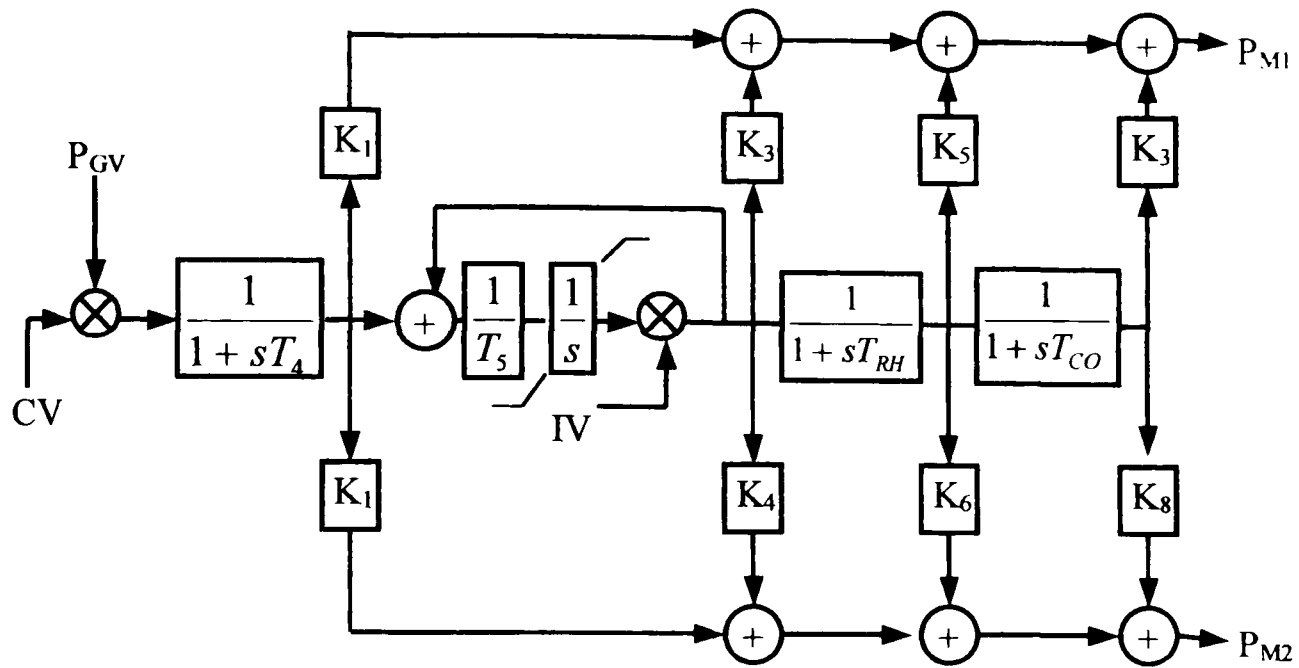 + + + P_M1
K_1 K_3 K_5 K_3
P_GV
1 / (1 + sT_4) + 1 / T_5 1 / s 1 / (1 + sT_RH) 1 / (1 + sT_CO)
CV IV
K_1 K_4 K_6 K_8
+ + + P_M2